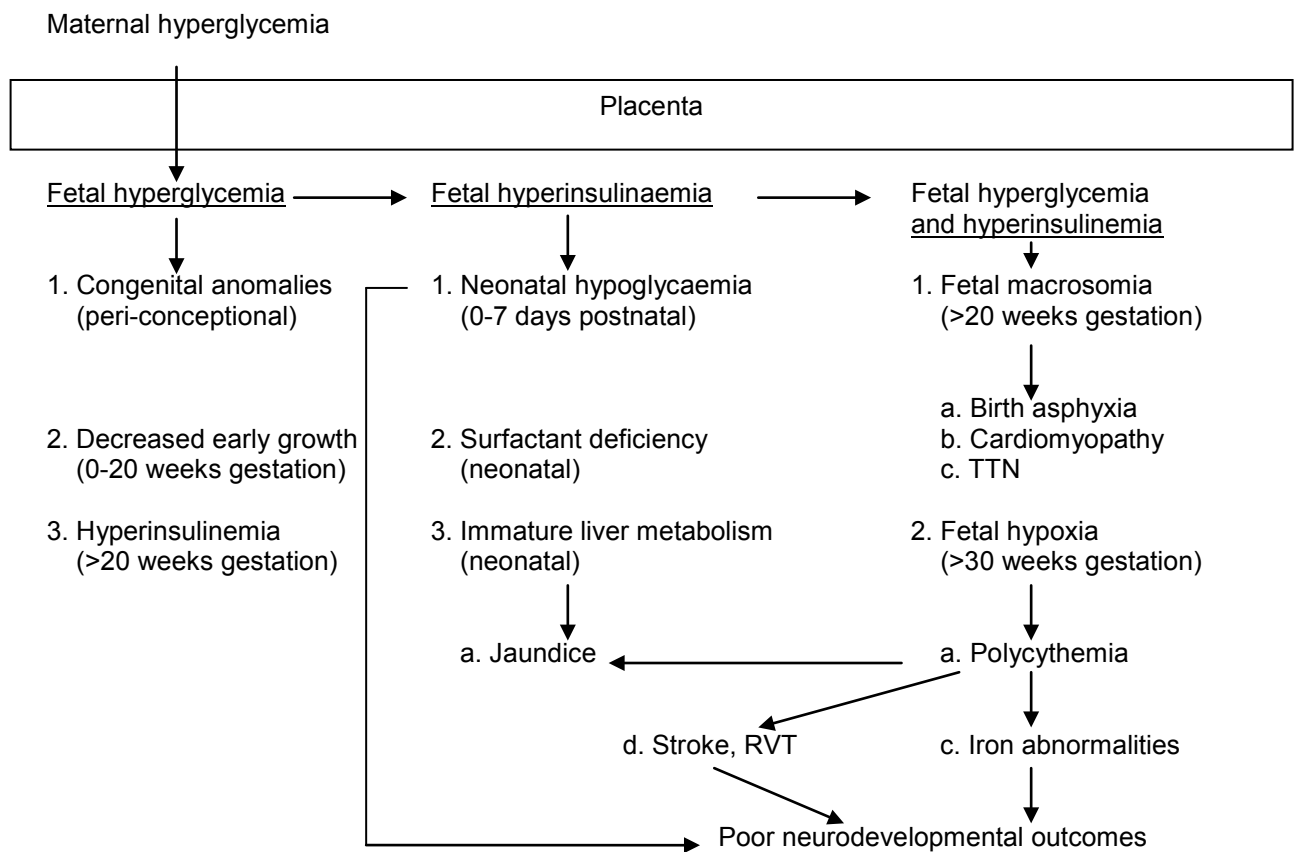 Maternal hyperglycemia
Placenta
Fetal hyperglycemia
Fetal hyperinsulinaemia
Fetal hyperglycemia
and hyperinsulinemia
1. Congenital anomalies
(peri-conceptional)
1. Neonatal hypoglycaemia
(0-7 days postnatal)
1. Fetal macrosomia
(>20 weeks gestation)
a. Birth asphyxia
b. Cardiomyopathy
c. TTN
2. Decreased early growth
(0-20 weeks gestation)
2. Surfactant deficiency
(neonatal)
3. Hyperinsulinemia
(>20 weeks gestation)
3. Immature liver metabolism
(neonatal)
2. Fetal hypoxia
(>30 weeks gestation)
a. Jaundice
a. Polycythemia
d. Stroke, RVT
c. Iron abnormalities
Poor neurodevelopmental outcomes